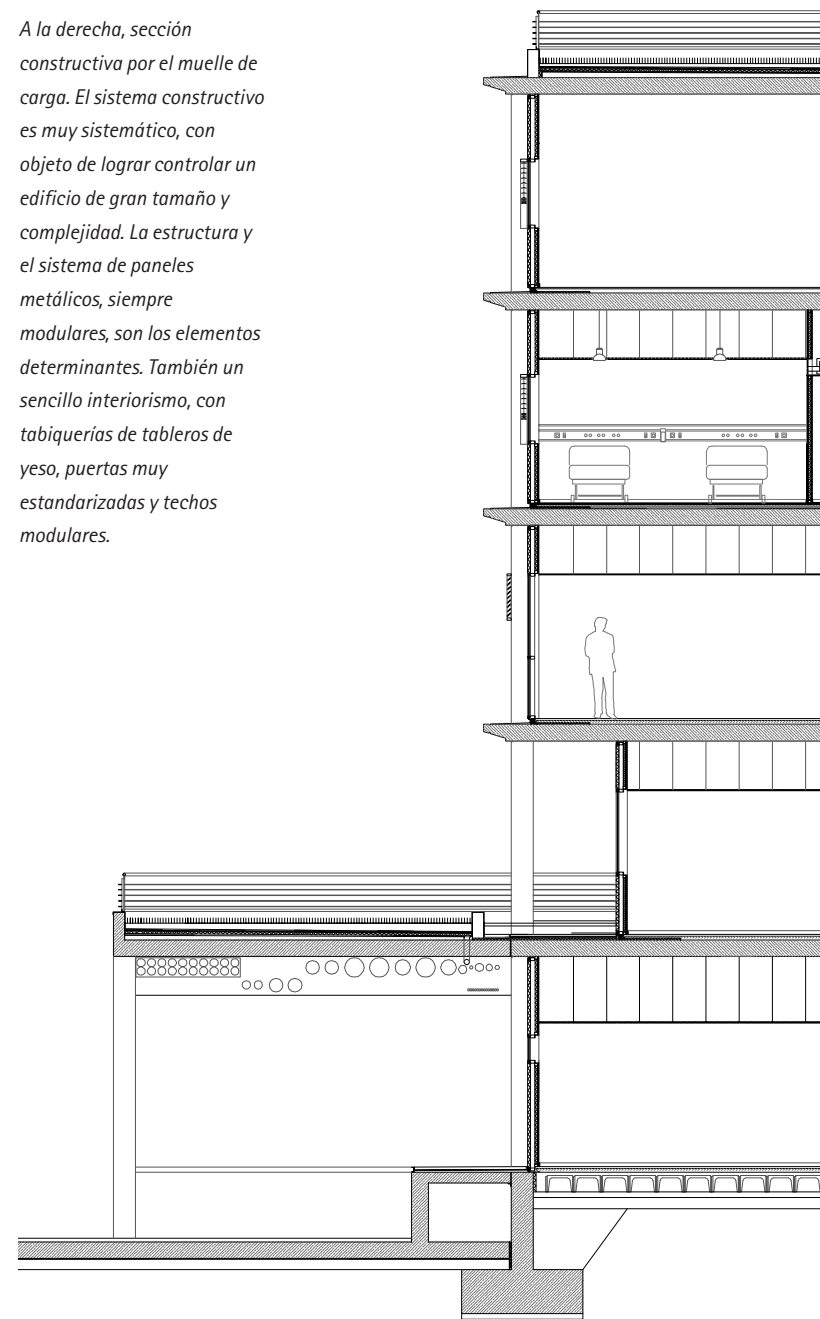 A la derecha, sección
constructiva por el muelle de
carga. El sistema constructivo
es muy sistemático, con
objeto de lograr controlar un
edificio de gran tamaño y
complejidad. La estructura y
el sistema de paneles
metálicos, siempre
modulares, son los elementos
determinantes. También un
sencillo interiorismo, con
tabiquerías de tableros de
yeso, puertas muy
estandarizadas y techos
modulares.